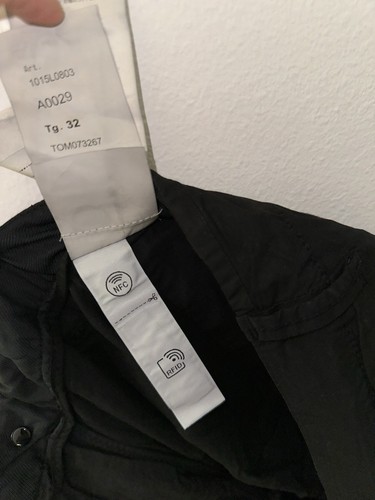 Art.
1015L0803
A0029
Tg. 32
TOM073267
NFC
RFID